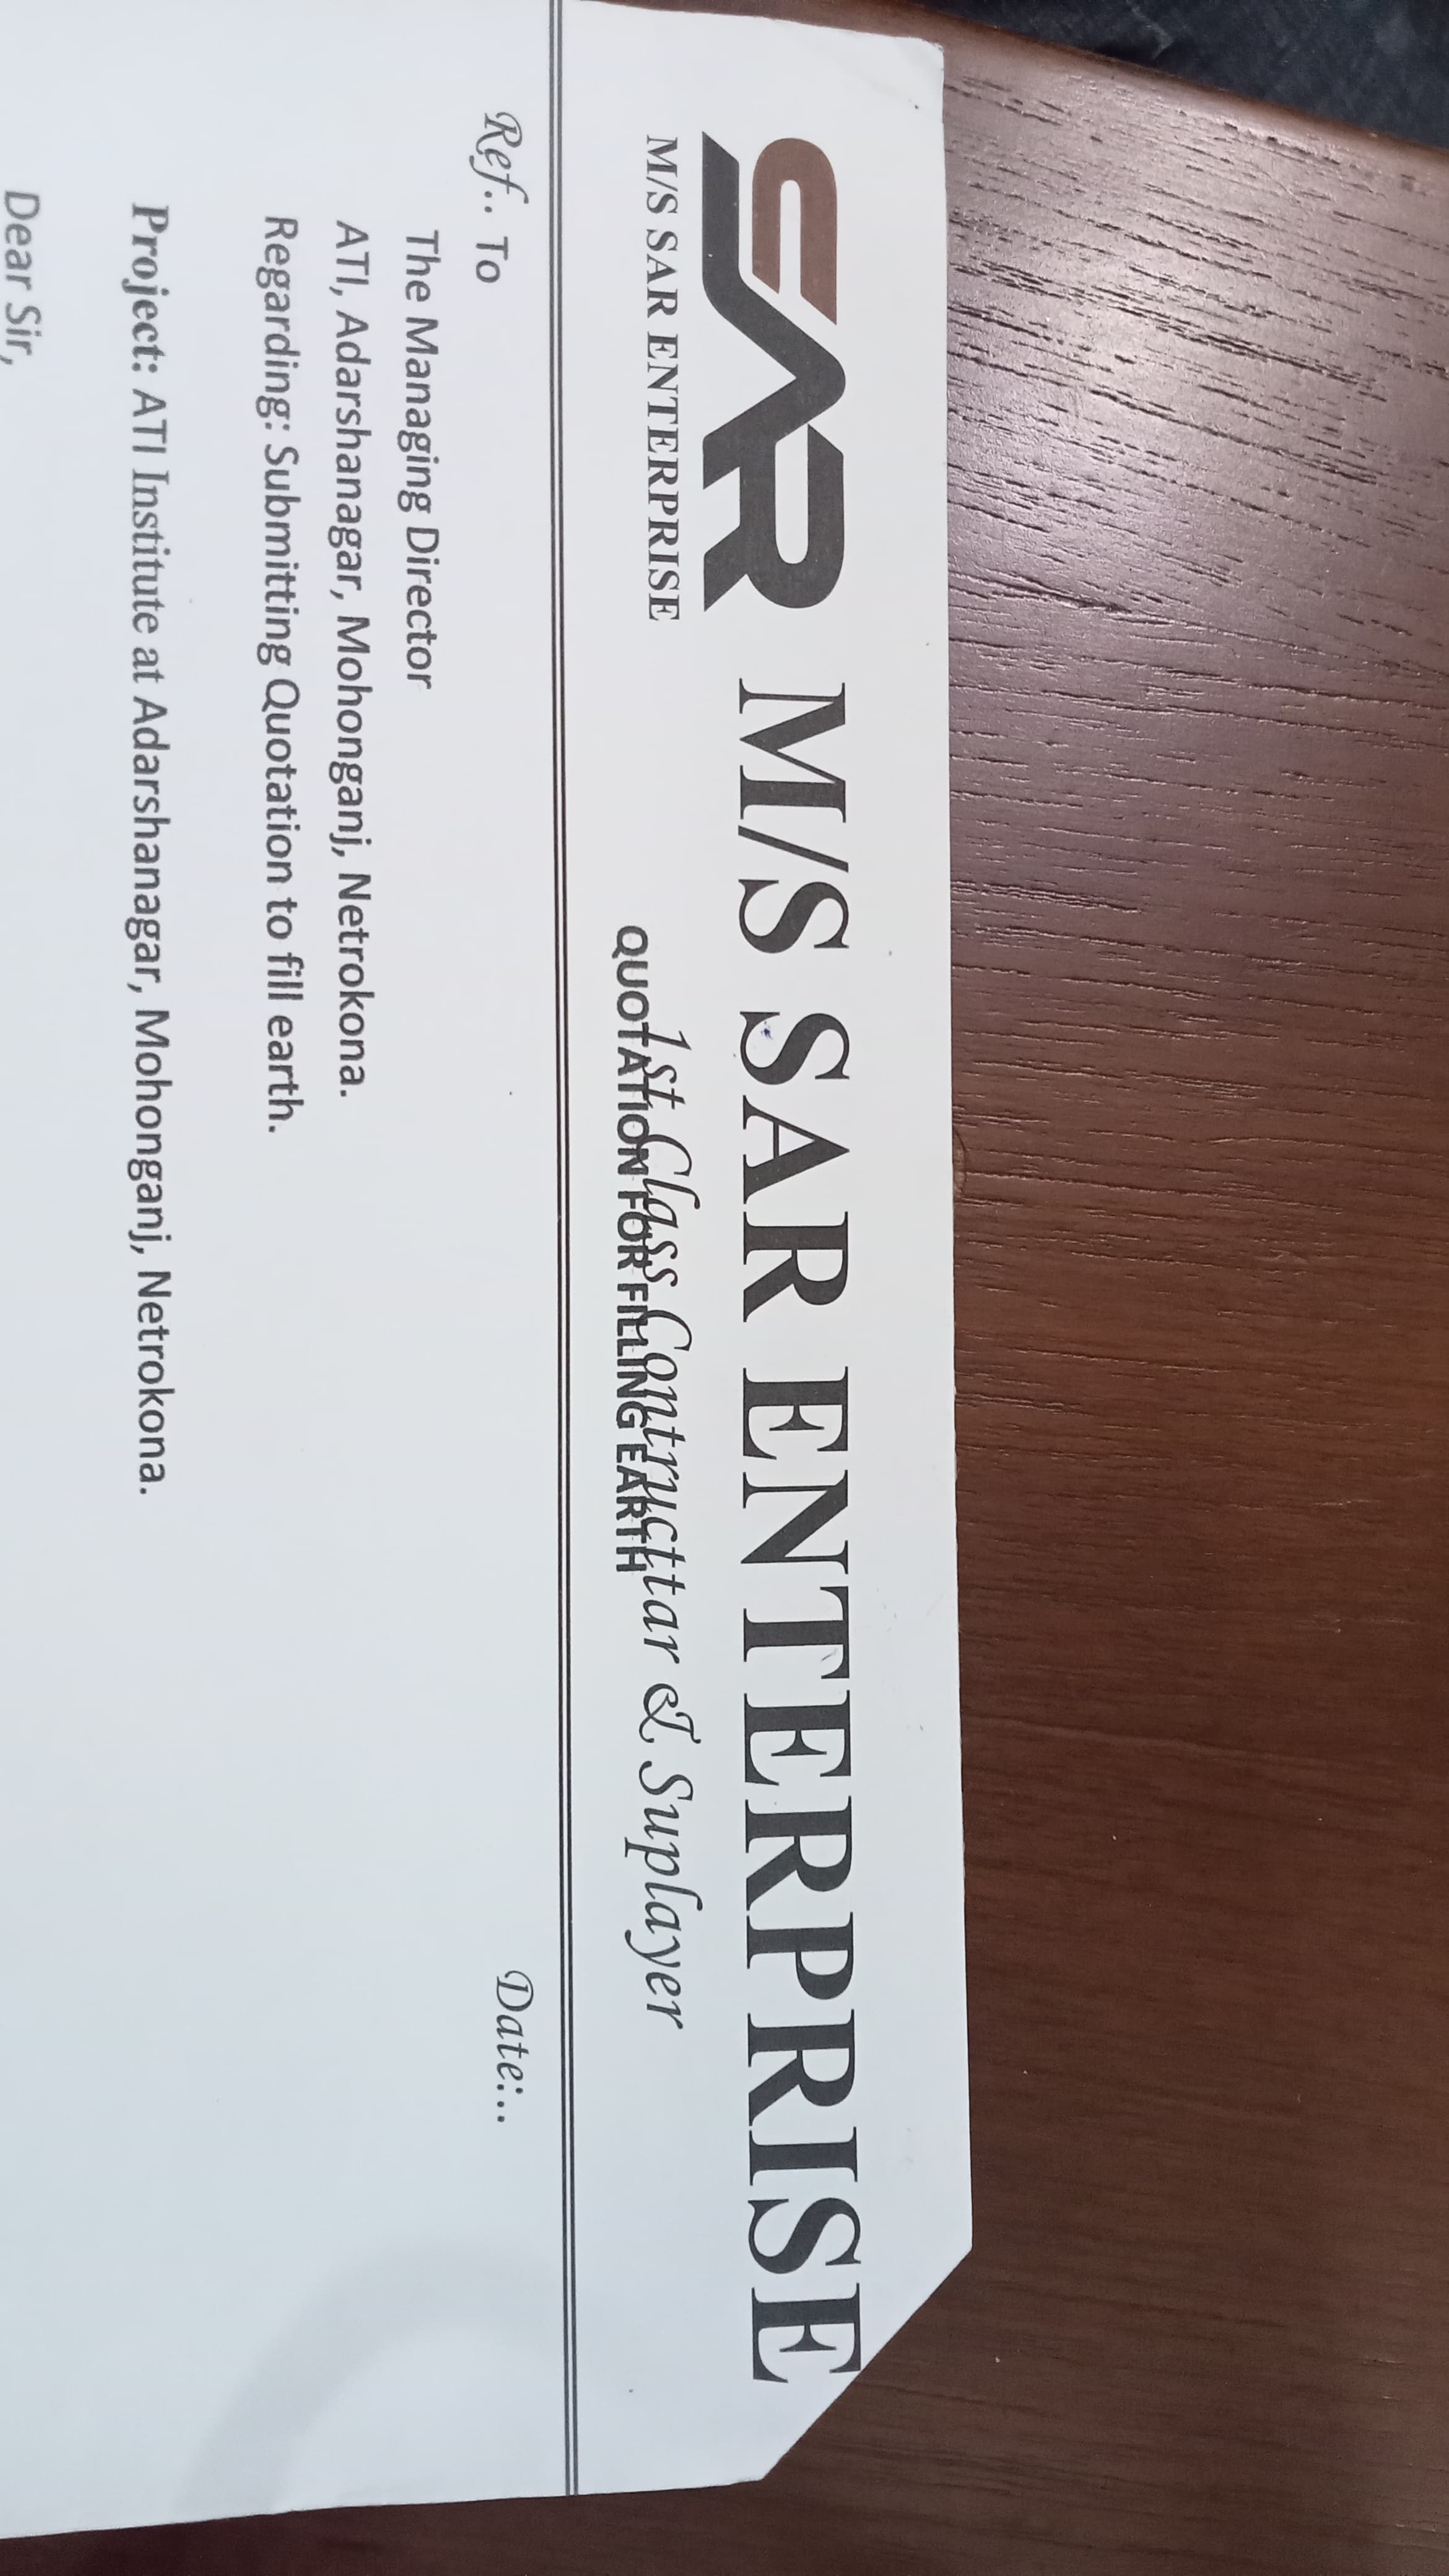 SAR
M/S SAR ENTERPRISE
M/S SAR ENTERPRISE
1st Class Contructtar & Suplayer
QUOTATION FOR FILLING EARTH
Ref.. To
Date:..
The Managing Director
ATI, Adarshanagar, Mohonganj, Netrokona.
Regarding: Submitting Quotation to fill earth.
Project: ATI Institute at Adarshanagar, Mohonganj, Netrokona.
Dear Sir,